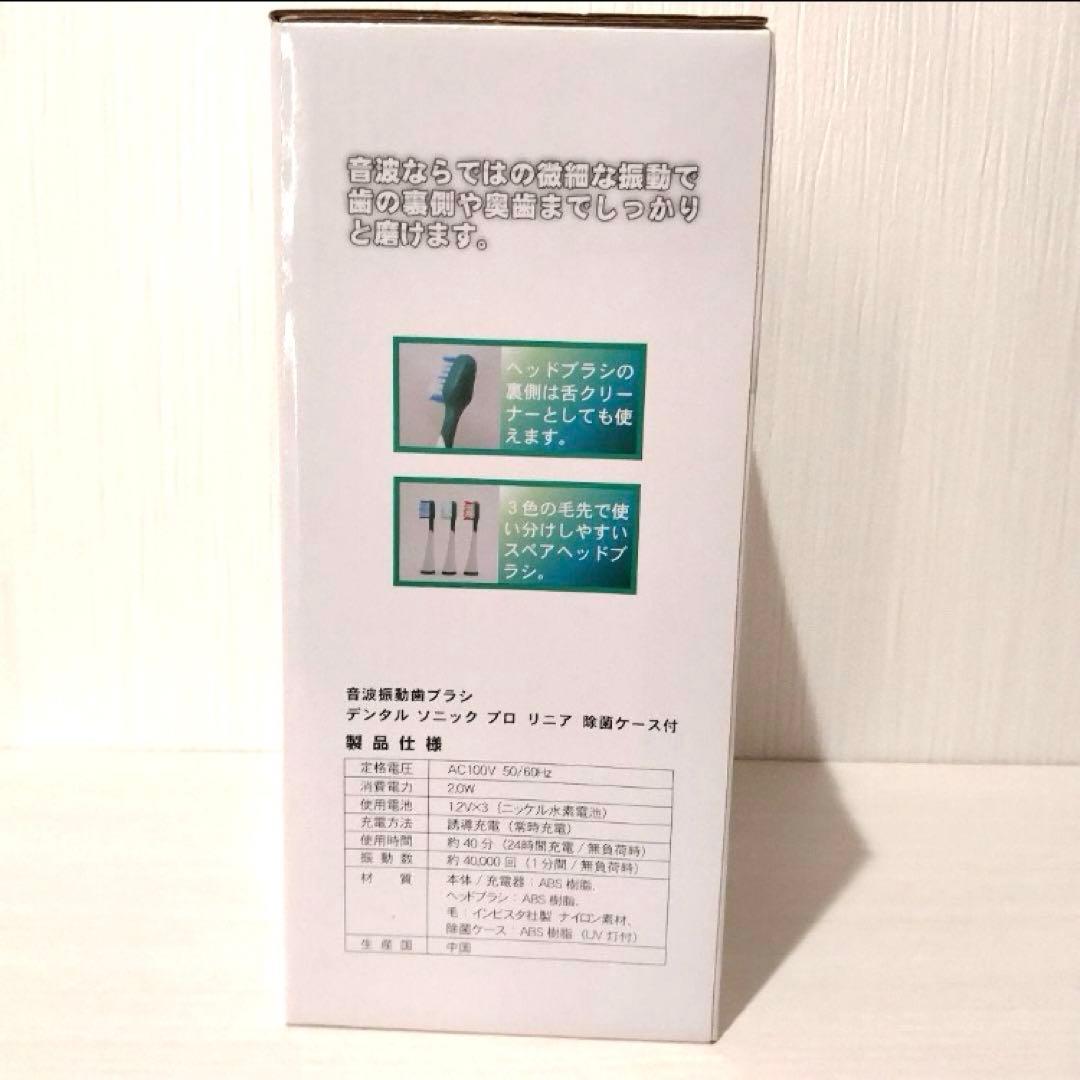 音波ならではの微細な振動で
歯の裏側や奥歯までしっかり
と磨けます。
ヘッドブラシの
裏側は舌クリー
ナーとしても使
えます。
3色の毛先で使
い分けしやすい
スペアヘッドブ
ラシ。
音波振動歯ブラシ
デンタル ソニック プロ リニア 除菌ケース付
製品仕様
定格電圧 AC100V 50/60Hz
消費電力 2.0W
使用電池 1.2V×3（ニッケル水素電池）
充電方法 誘導充電（常時充電）
使用時間 約40分（24時間充電/無負荷時）
振動数 約40,000回（1分間/無負荷時）
材質 本体/充電器：ABS樹脂、
ヘッドブラシ：ABS樹脂、
毛：インビスタ社製 ナイロン素材、
除菌ケース：ABS樹脂（UV灯付）
生産国 中国